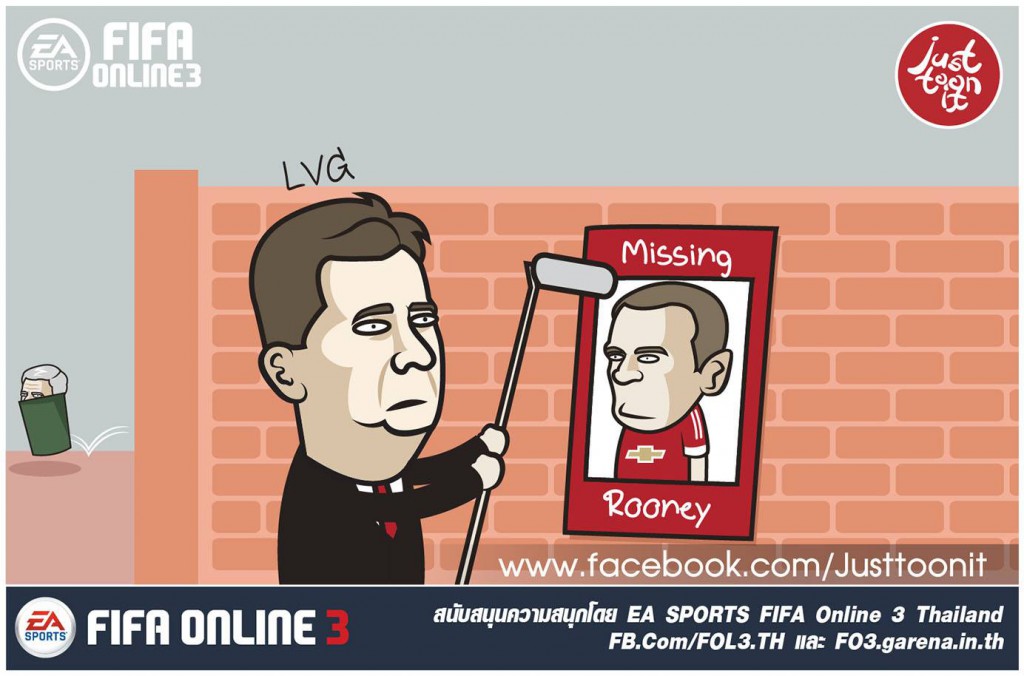 EA
SPORTS
FIFA
ONLINE3
just
toon
it
LVG
Missing
Rooney
www.facebook.com/Justtoonit
EA
SPORTS
FIFA ONLINE 3
สนับสนุนความสนุกโดย EA SPORTS FIFA Online 3 Thailand
FB.Com/FOL3.TH และ FO3.garena.in.th